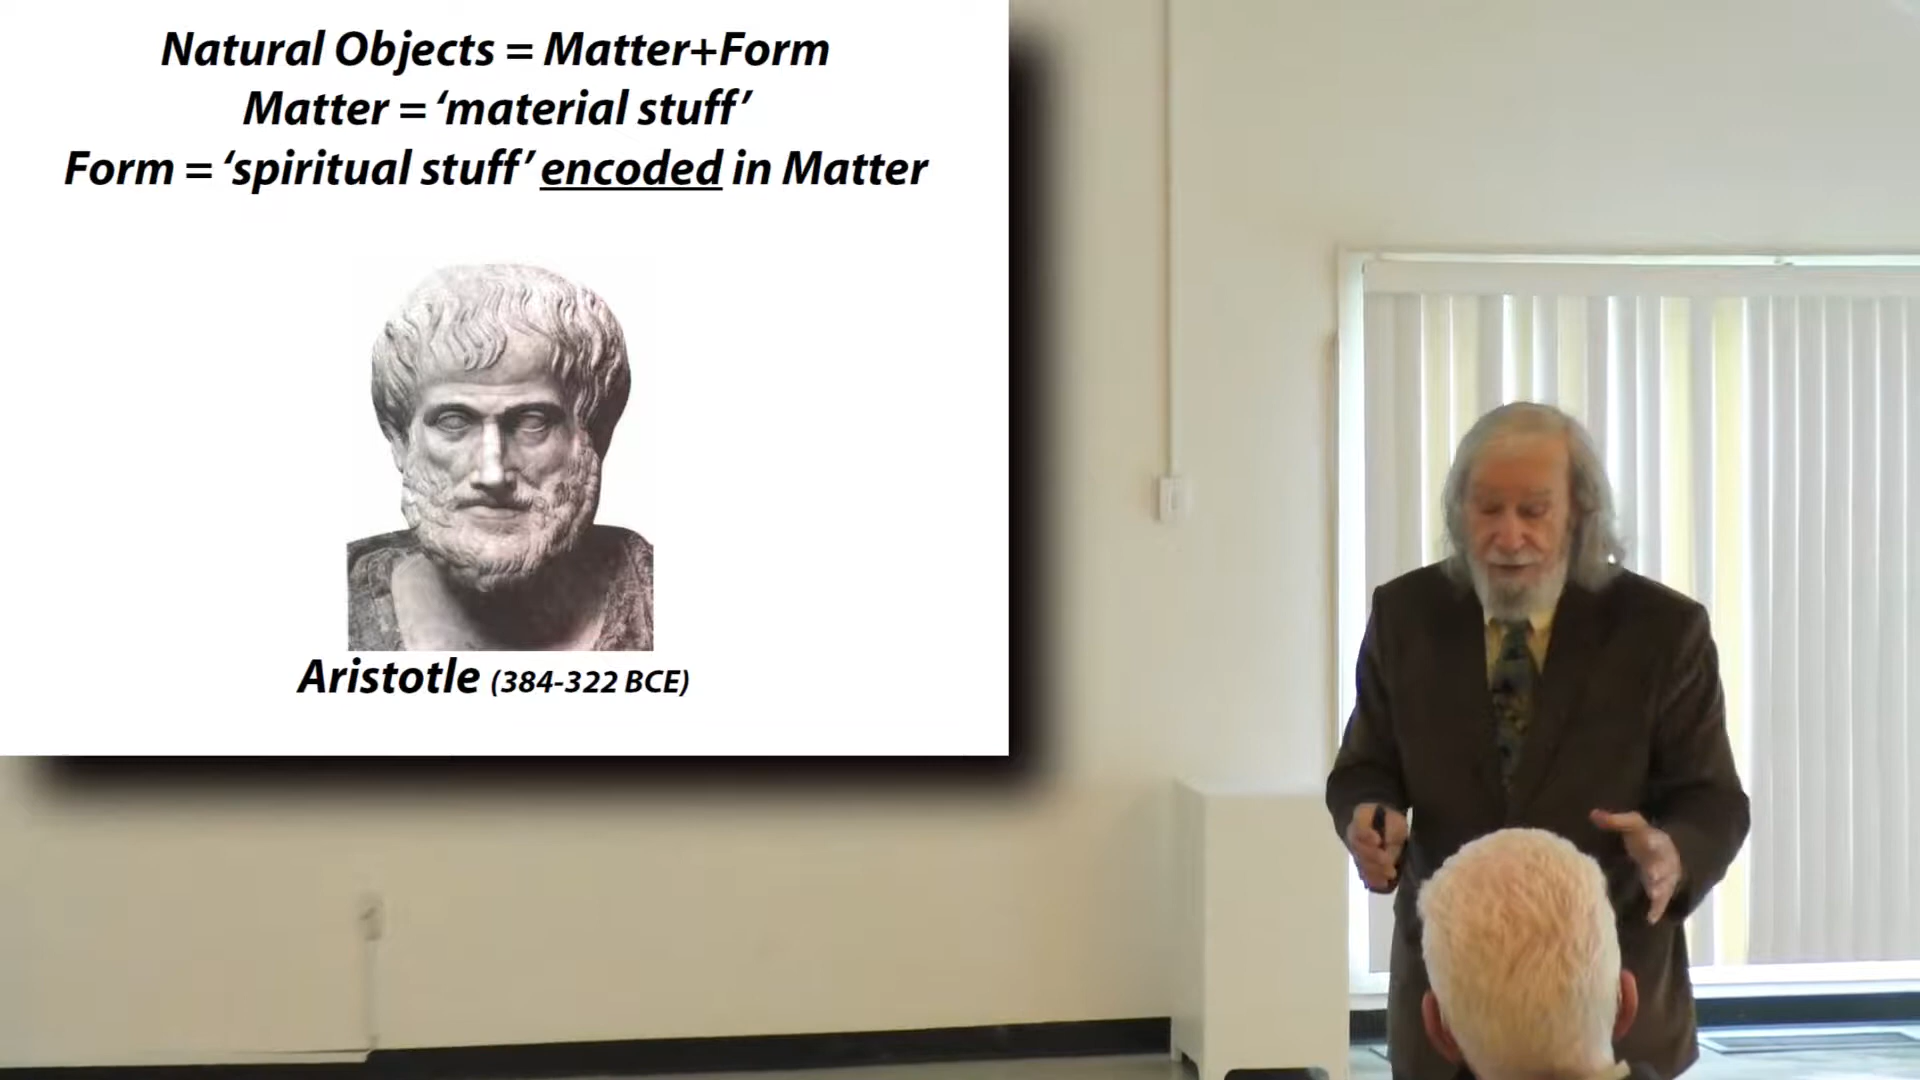 Natural Objects = Matter+Form
Matter = ‘material stuff’
Form = ‘spiritual stuff’ encoded in Matter
Aristotle (384-322 BCE)